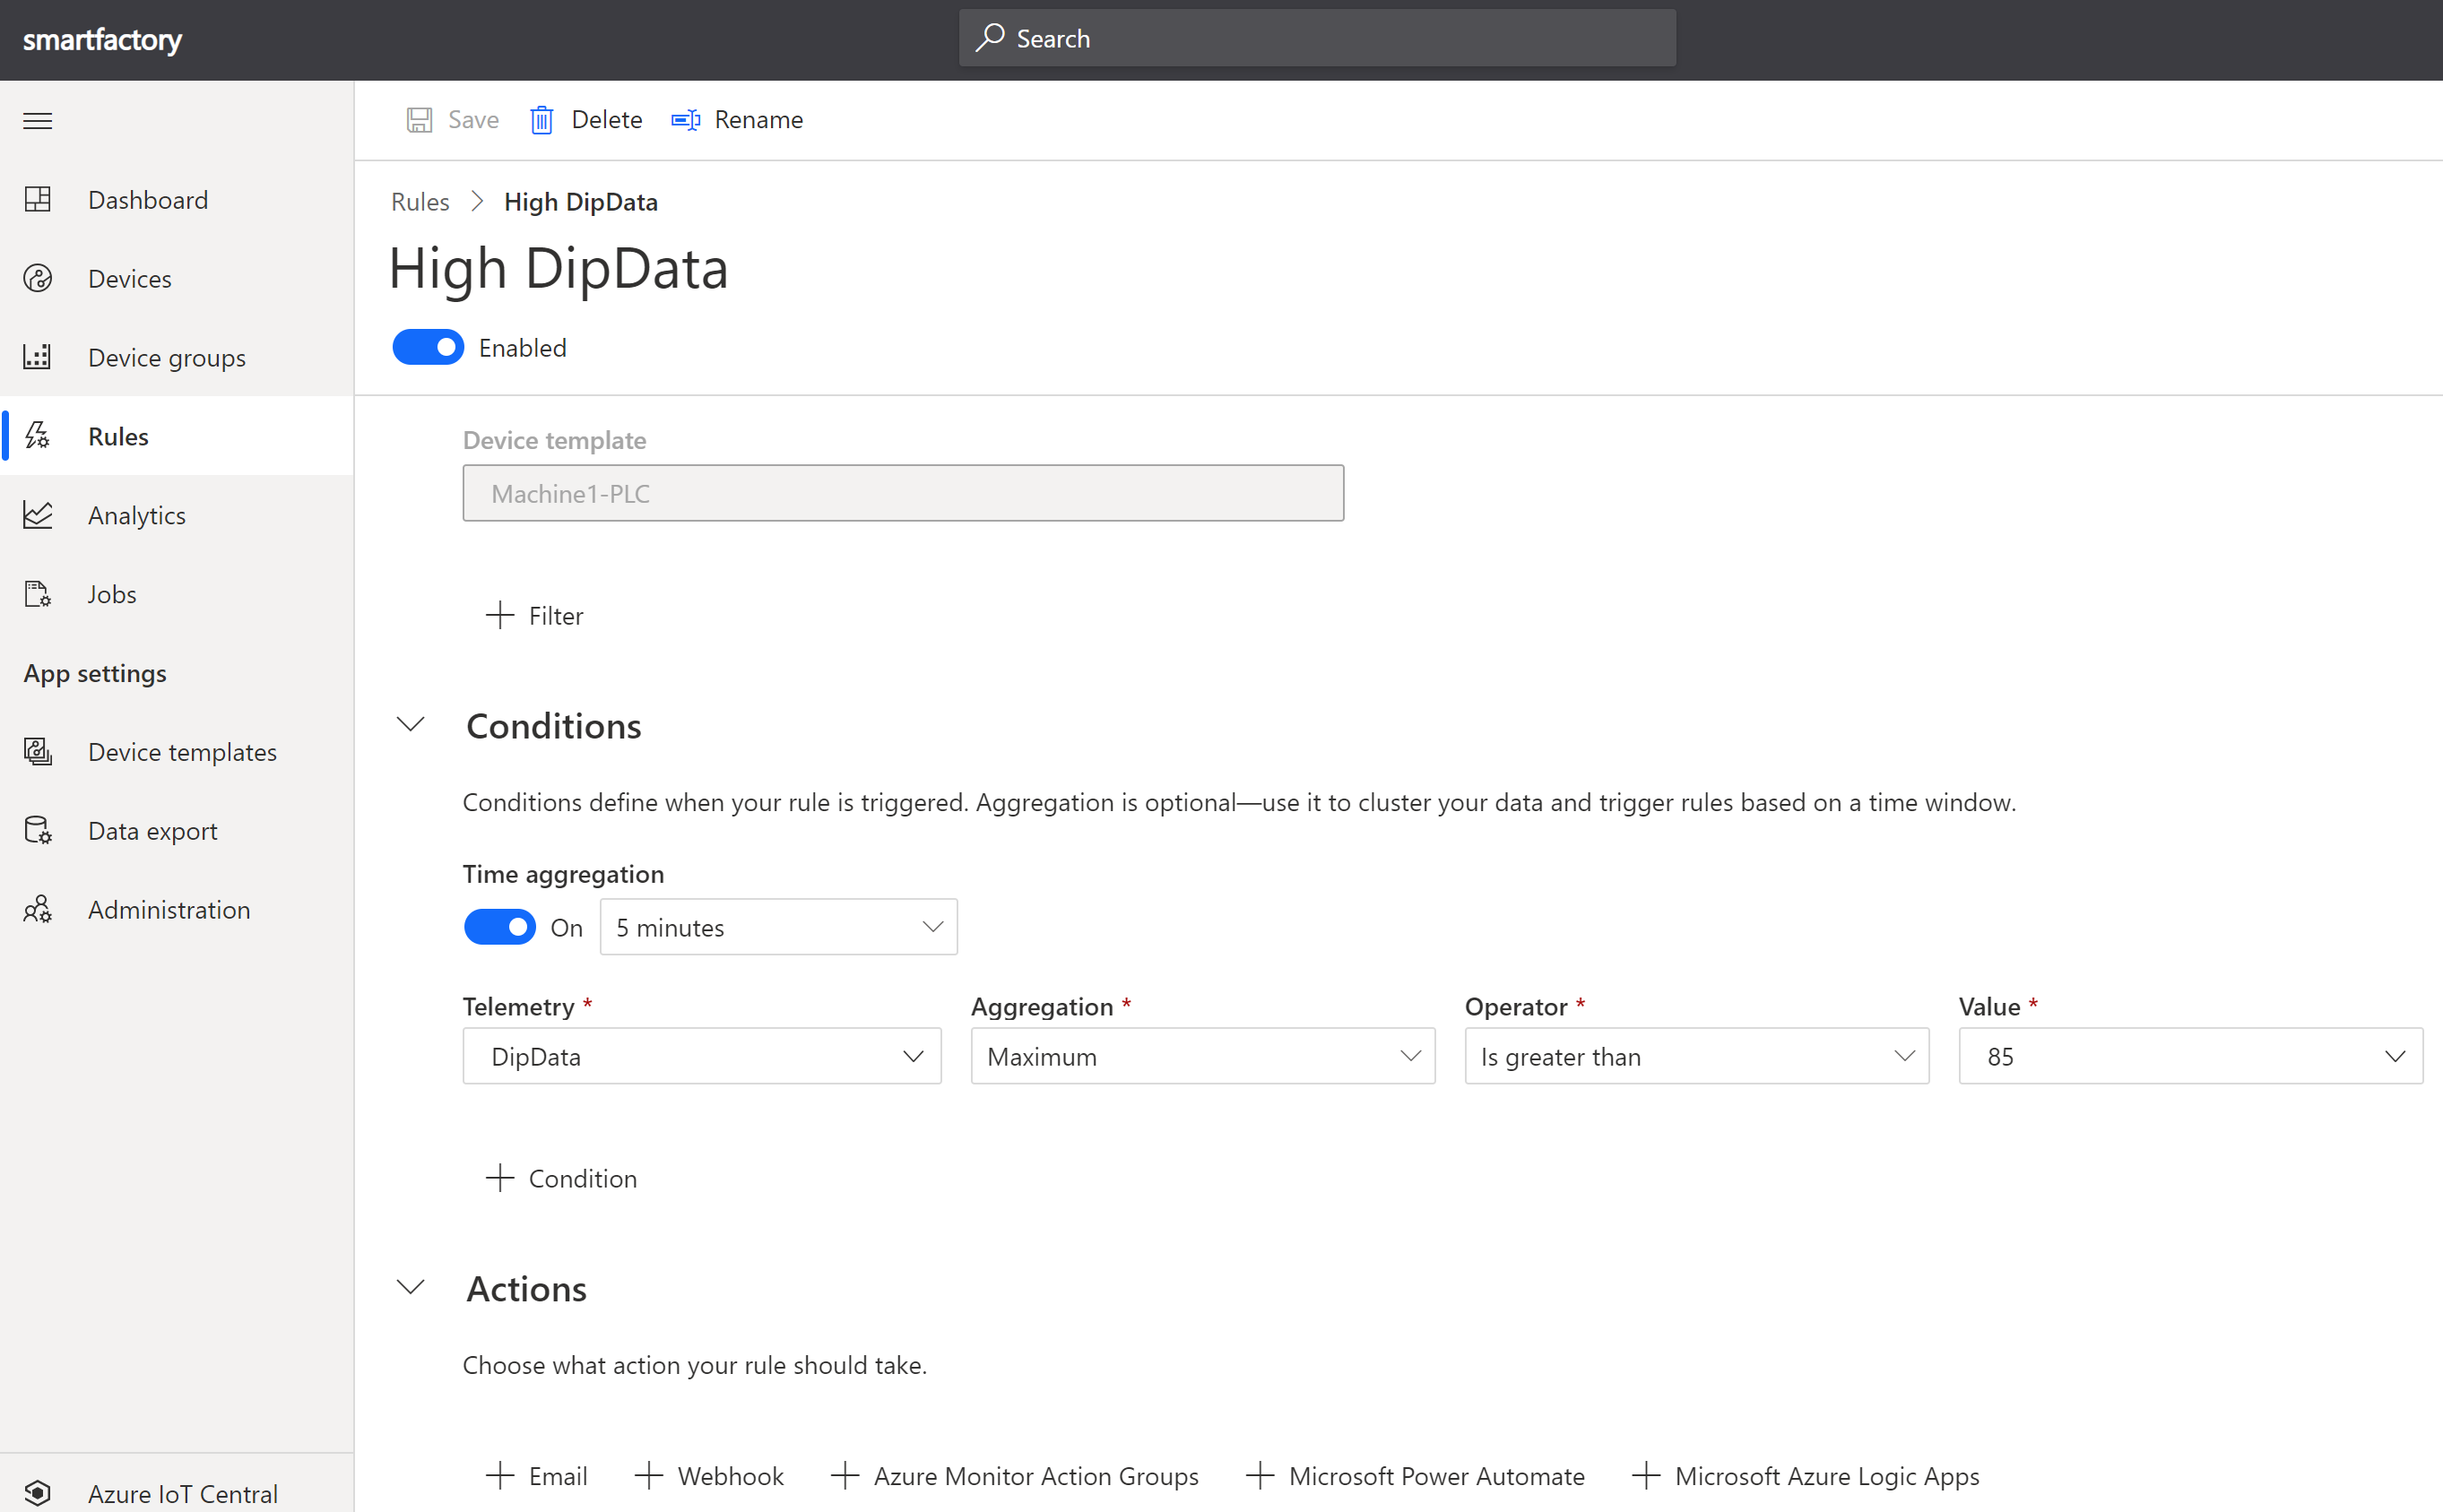 smartfactory
Search
Save Delete Rename
Dashboard
Devices
Device groups
Rules
Analytics
Jobs
App settings
Device templates
Data export
Administration
Azure IoT Central
Rules > High DipData
High DipData
Enabled
Device template
Machine1-PLC
+ Filter
Conditions
Conditions define when your rule is triggered. Aggregation is optional—use it to cluster your data and trigger rules based on a time window.
Time aggregation
On 5 minutes
Telemetry * Aggregation * Operator * Value *
DipData Maximum Is greater than 85
+ Condition
Actions
Choose what action your rule should take.
+ Email + Webhook + Azure Monitor Action Groups + Microsoft Power Automate + Microsoft Azure Logic Apps